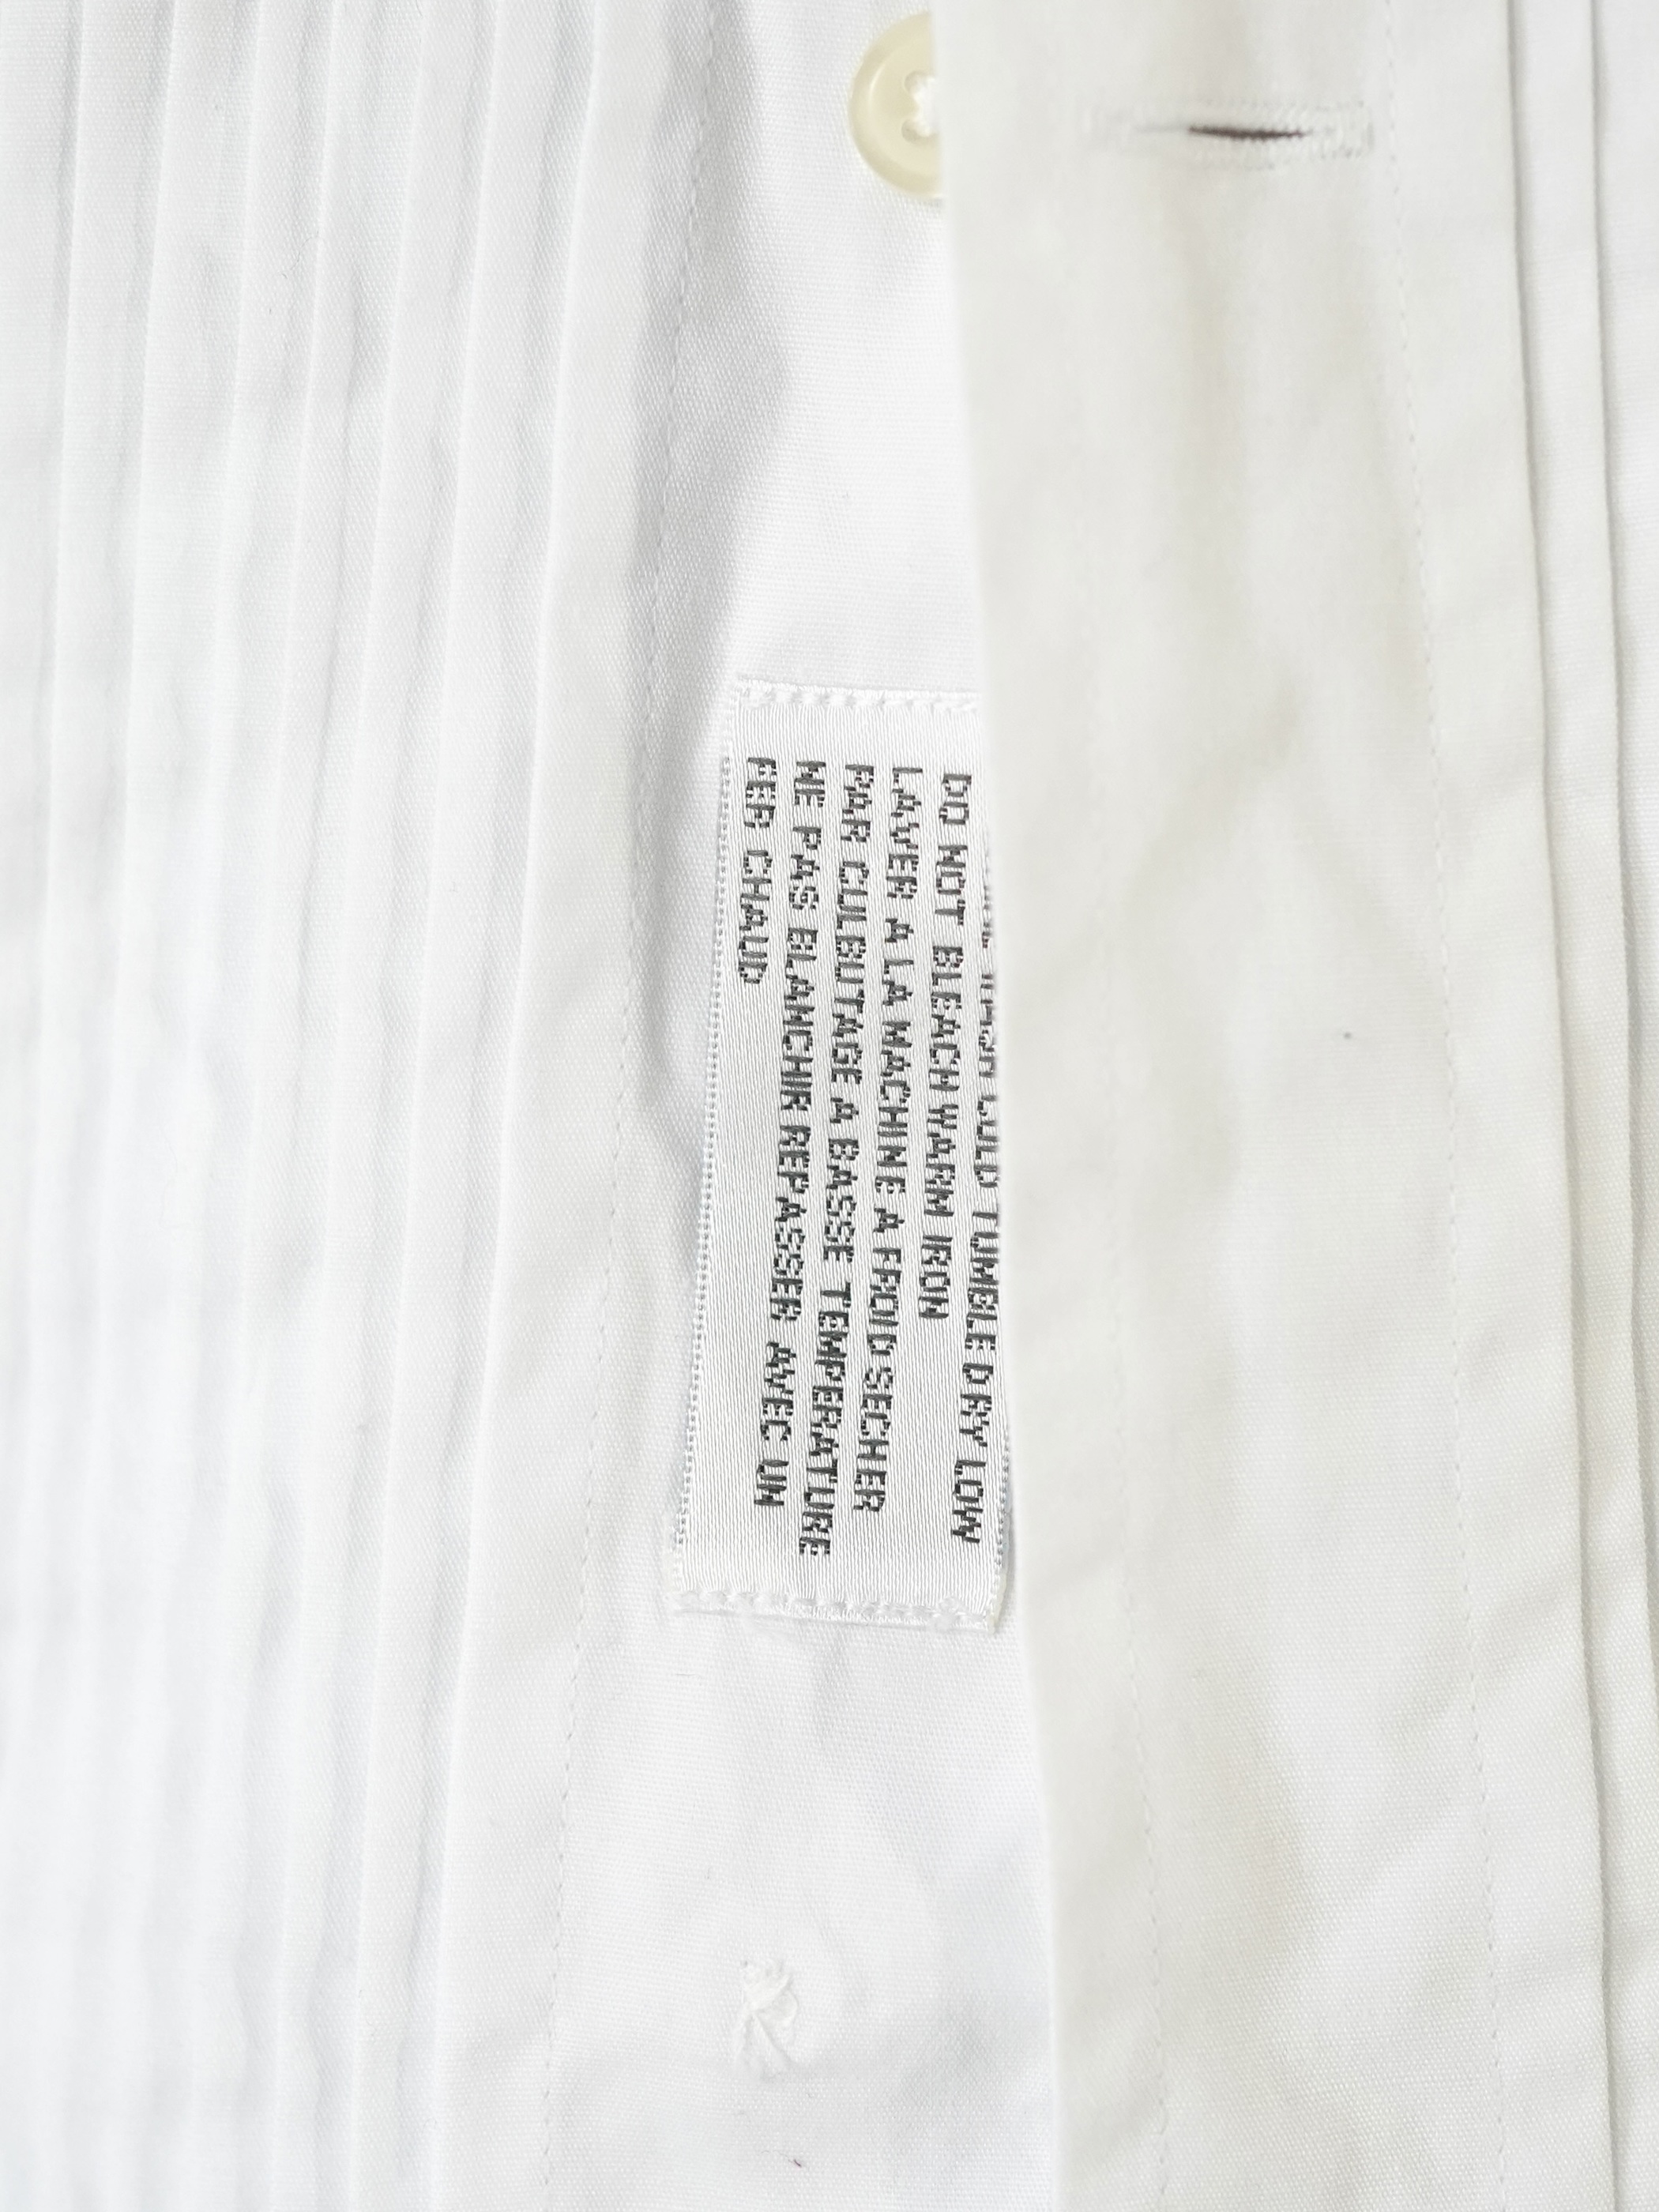 COLD TUMBLE DRY LOW
DO NOT BLEACH WARM IRON
LAVER A LA MACHINE A FROID SECHER
PAR CULBUTAGE A BASSE TEMPERATURE
NE PAS BLANCHIR REPASSER AVEC UN
FER CHAUD